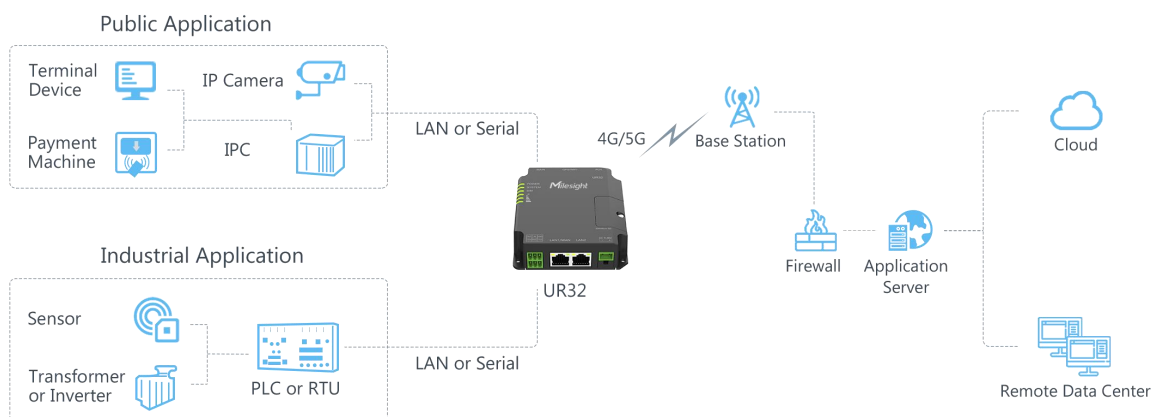 Public Application
Terminal
Device
IP Camera
Payment
Machine
IPC
LAN or Serial
4G/5G
Base Station
Cloud
Milesight
UR32
Industrial Application
Sensor
Transformer
or Inverter
PLC or RTU
LAN or Serial
Firewall
Application
Server
Remote Data Center